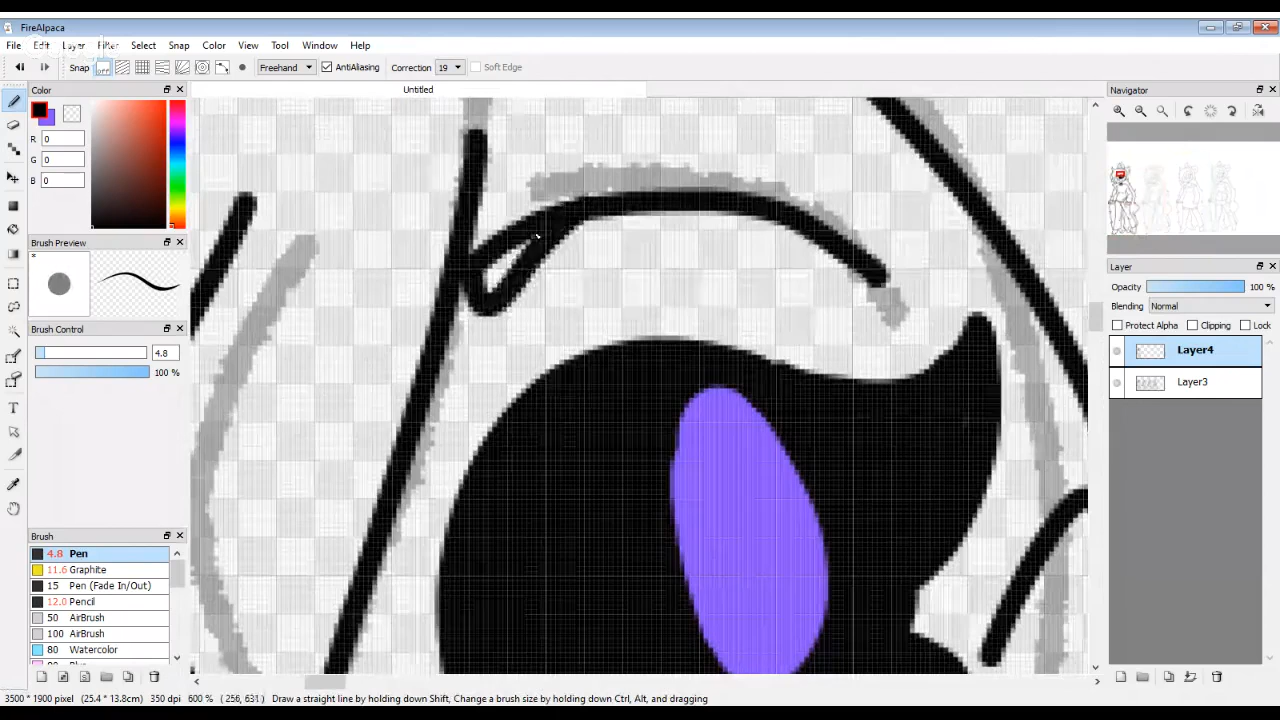 FireAlpaca
File Edit Layer Filter Select Snap Color View Tool Window Help
Snap OFF Freehand AntiAliasing Correction 19 Soft Edge
Color Untitled Navigator
R 0
G 0
B 0
Brush Preview
Layer
Opacity 100 %
Blending Normal
Protect Alpha Clipping Lock
Brush Control
4.8
100 %
Layer4
Layer3
Brush
4.8 Pen
11.6 Graphite
15 Pen (Fade In/Out)
12.0 Pencil
50 AirBrush
100 AirBrush
80 Watercolor
3500 * 1900 pixel (25.4 * 13.8cm) 350 dpi 600 % ( 256, 631 ) Draw a straight line by holding down Shift, Change a brush size by holding down Ctrl, Alt, and dragging